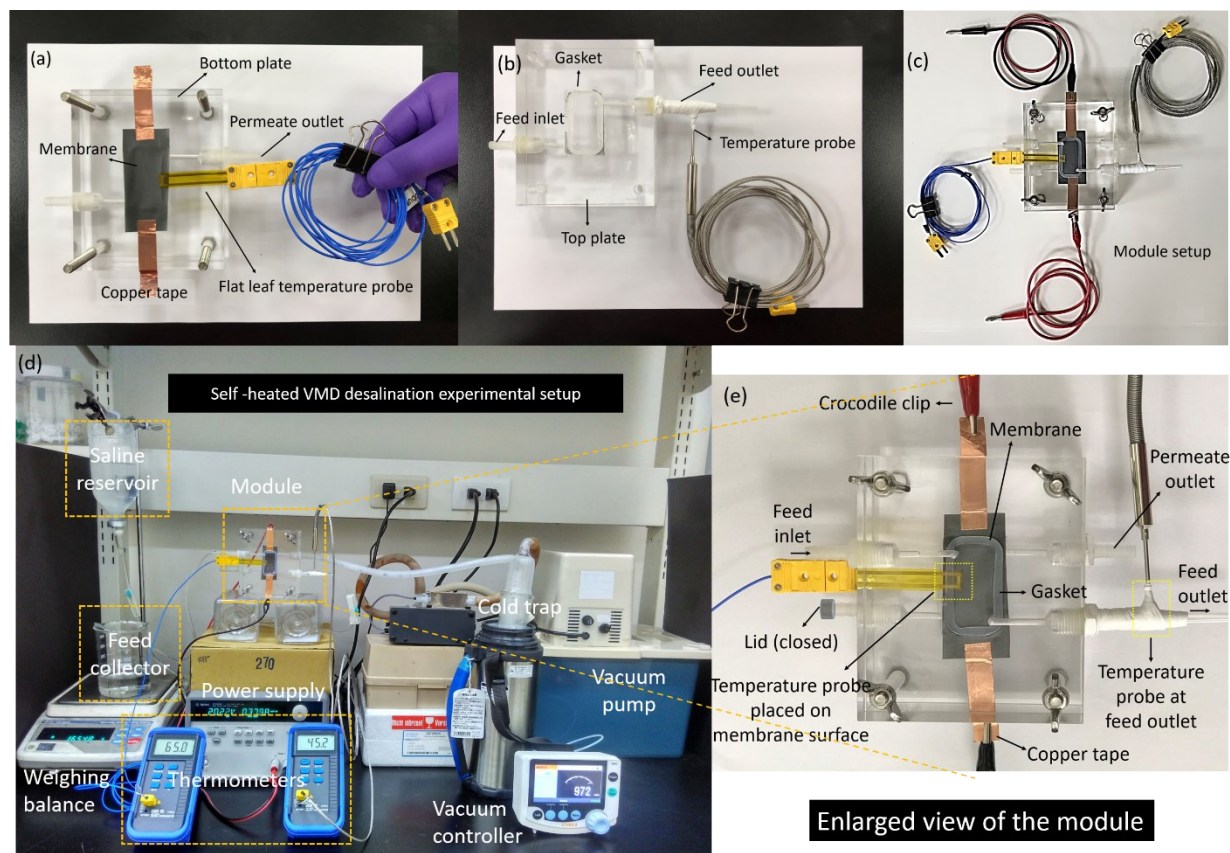 (a)
Bottom plate
Membrane
Permeate outlet
Copper tape
Flat leaf temperature probe
(b)
Gasket
Feed outlet
Feed inlet
Temperature probe
Top plate
(c)
Module setup
(d)
Self -heated VMD desalination experimental setup
Saline
reservoir
Module
Feed
collector
Cold trap
270
Power supply
Vacuum
pump
65.0
45.2
Thermometers
Weighing
balance
Vacuum
controller
972
(e)
Crocodile clip
Membrane
Permeate
outlet
Feed
inlet
Gasket
Feed
outlet
Lid (closed)
Temperature probe
placed on
membrane surface
Temperature
probe at
feed outlet
Copper tape
Enlarged view of the module